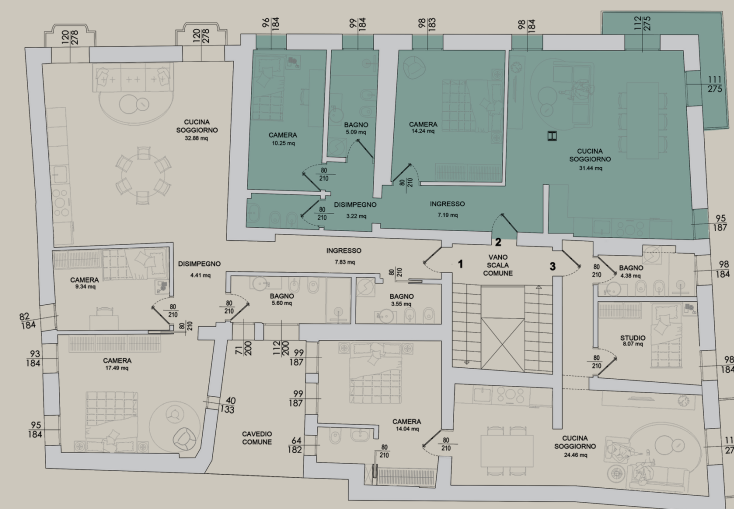 96
184
99
184
98
183
98
184
112
275
120
278
120
278
111
275
CUCINA
SOGGIORNO
32.88 mq
CAMERA
10.25 mq
BAGNO
5.09 mq
CAMERA
14.24 mq
CUCINA
SOGGIORNO
31.44 mq
H
80
210
80
210
80
210
DISIMPEGNO
3.22 mq
INGRESSO
7.19 mq
95
187
INGRESSO
7.83 mq
80
210
1
2
3
VANO
SCALA
COMUNE
DISIMPEGNO
4.41 mq
CAMERA
9.34 mq
80
210
BAGNO
5.60 mq
80
210
BAGNO
3.55 mq
80
210
BAGNO
4.38 mq
98
184
82
184
80
210
71
200
112
200
STUDIO
8.07 mq
80
210
98
184
93
184
CAMERA
17.49 mq
99
187
99
187
40
133
95
184
CAVEDIO
COMUNE
64
182
CAMERA
14.04 mq
80
210
80
210
CUCINA
SOGGIORNO
24.46 mq